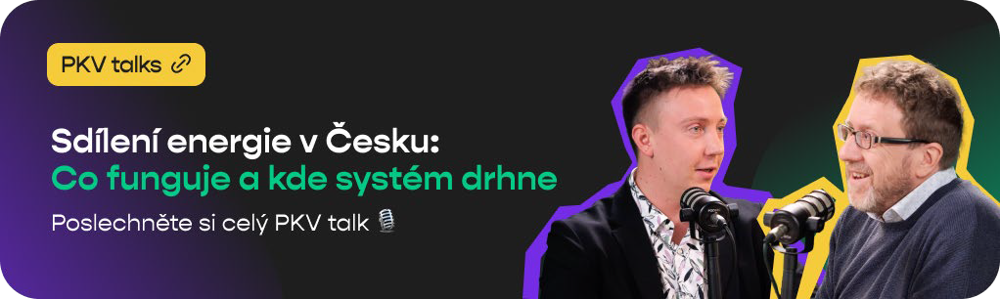 PKV talks
Sdílení energie v Česku:
Co funguje a kde systém drhne
Poslechněte si celý PKV talk